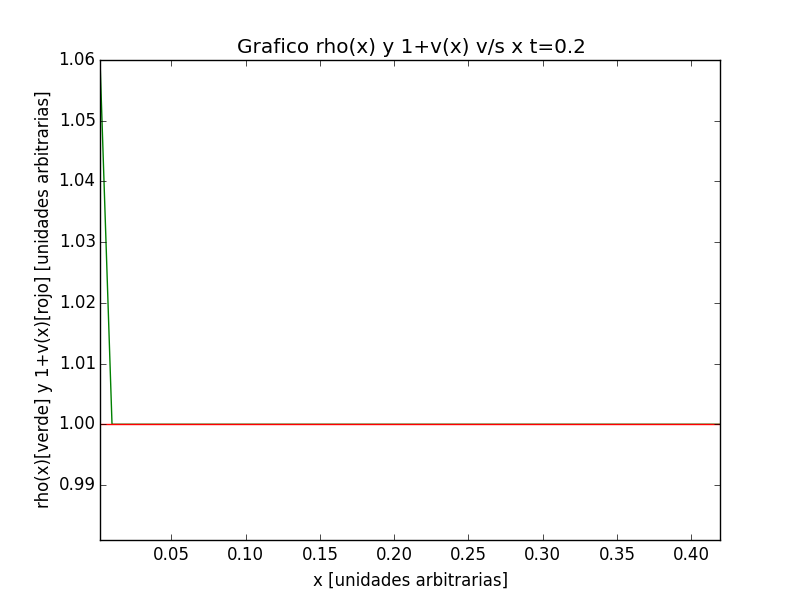 Grafico rho(x) y 1+v(x) v/s x t=0.2
rho(x)[verde] y 1+v(x)[rojo] [unidades arbitrarias]
1.06
1.05
1.04
1.03
1.02
1.01
1.00
0.99
0.05 0.10 0.15 0.20 0.25 0.30 0.35 0.40
x [unidades arbitrarias]